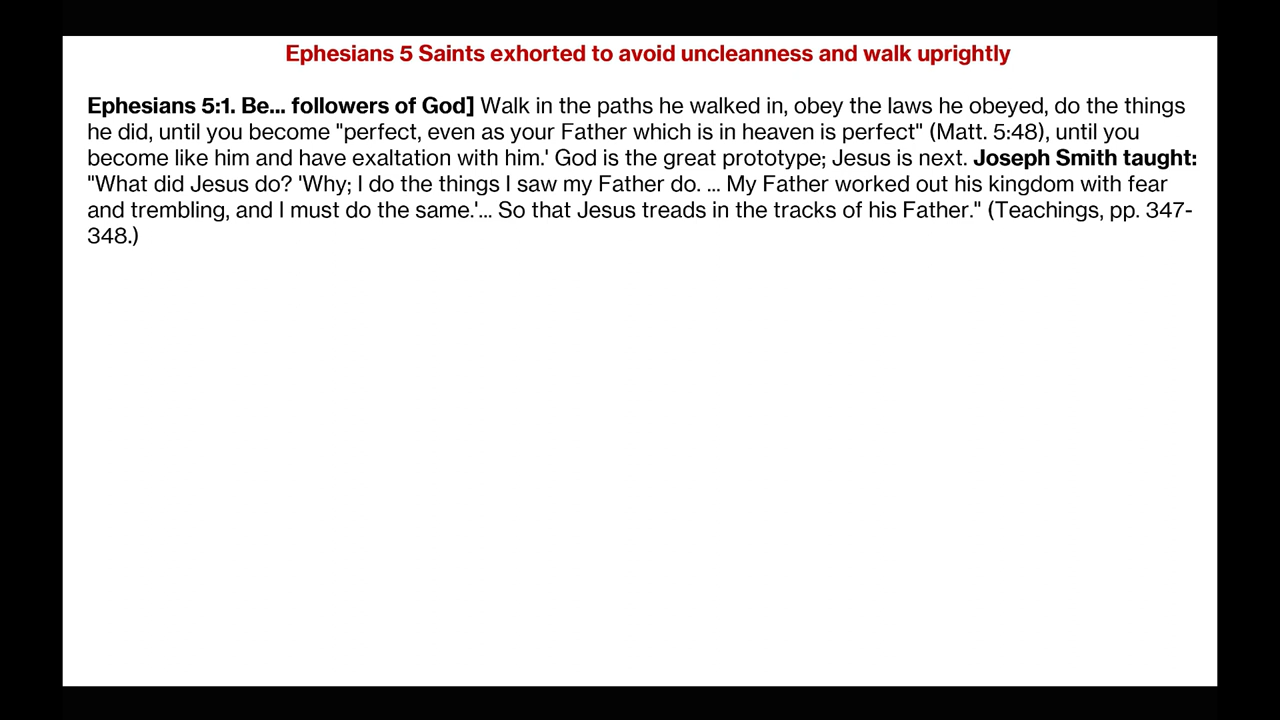 Ephesians 5 Saints exhorted to avoid uncleanness and walk uprightly
Ephesians 5:1. Be... followers of God] Walk in the paths he walked in, obey the laws he obeyed, do the things
he did, until you become "perfect, even as your Father which is in heaven is perfect" (Matt. 5:48), until you
become like him and have exaltation with him.' God is the great prototype; Jesus is next. Joseph Smith taught:
"What did Jesus do? 'Why; I do the things I saw my Father do. ... My Father worked out his kingdom with fear
and trembling, and I must do the same.'... So that Jesus treads in the tracks of his Father." (Teachings, pp. 347-
348.)